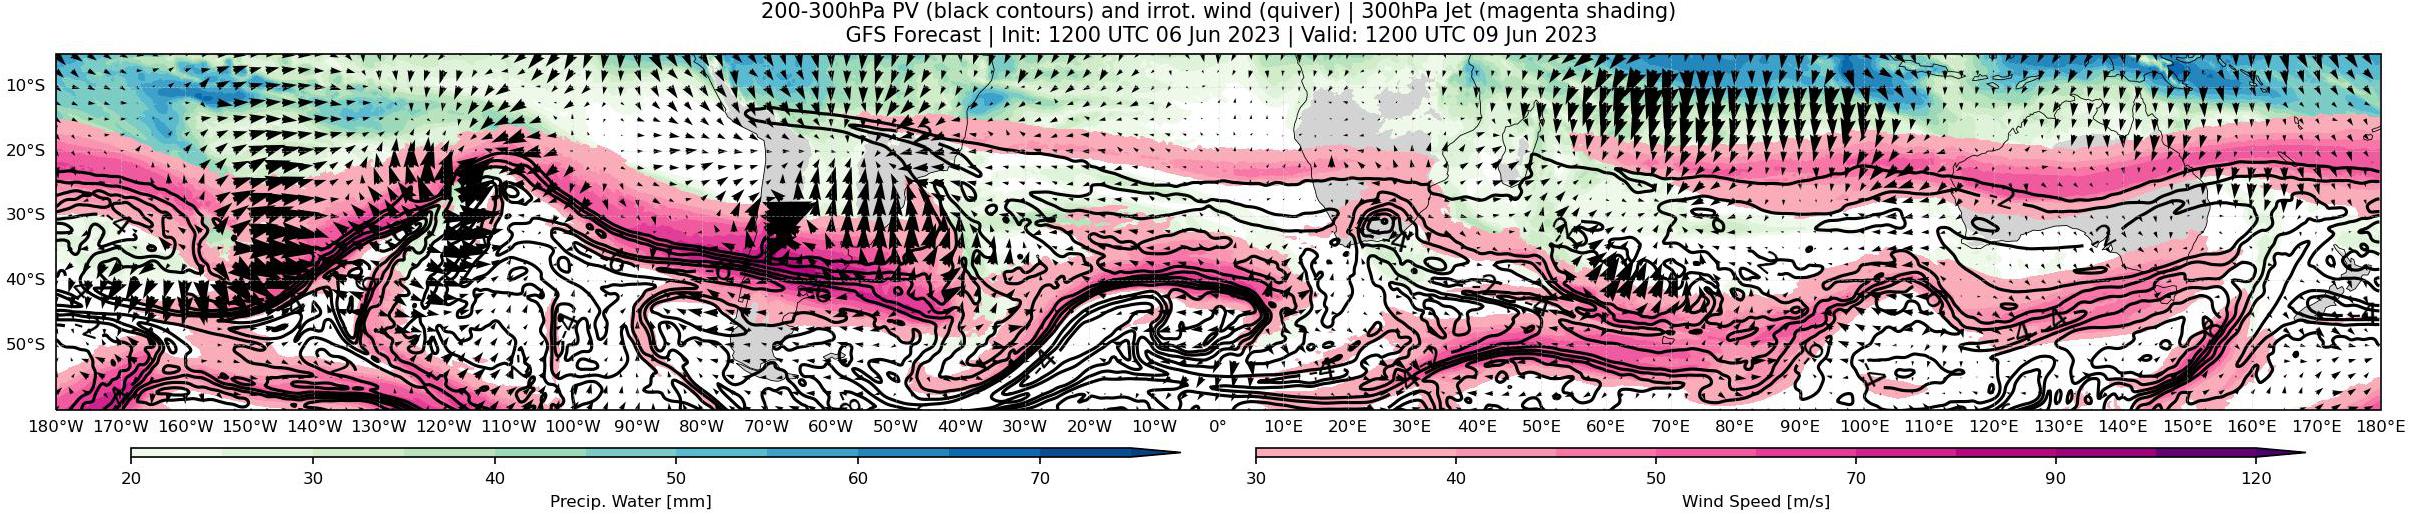 200-300hPa PV (black contours) and irrot. wind (quiver) | 300hPa Jet (magenta shading)
GFS Forecast | Init: 1200 UTC 06 Jun 2023 | Valid: 1200 UTC 09 Jun 2023
10°S
20°S
30°S
40°S
50°S
180°W 170°W 160°W 150°W 140°W 130°W 120°W 110°W 100°W 90°W 80°W 70°W 60°W 50°W 40°W 30°W 20°W 10°W 0° 10°E 20°E 30°E 40°E 50°E 60°E 70°E 80°E 90°E 100°E 110°E 120°E 130°E 140°E 150°E 160°E 170°E 180°E
20 30 40 50 60 70
Precip. Water [mm]
30 40 50 70 90 120
Wind Speed [m/s]